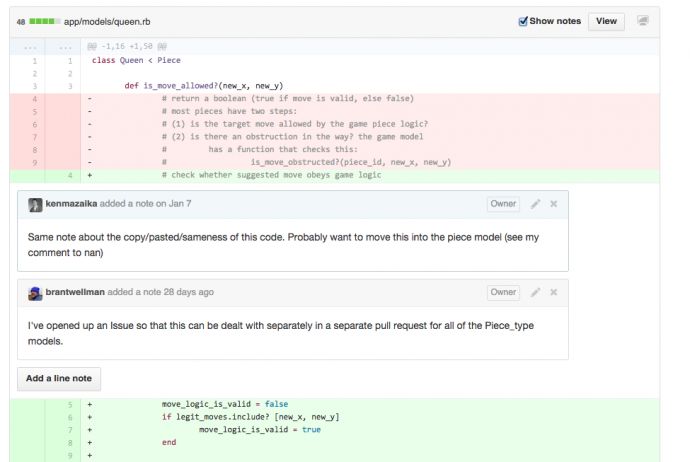 48 app/models/queen.rb Show notes View
... ... @@ -1,16 +1,50 @@
1 1 class Queen < Piece
2 2
3 3 def is_move_allowed?(new_x, new_y)
4 - # return a boolean (true if move is valid, else false)
5 - # most pieces have two steps:
6 - # (1) is the target move allowed by the game piece logic?
7 - # (2) is there an obstruction in the way? the game model
8 - # has a function that checks this:
9 - # is_move_obstructed?(piece_id, new_x, new_y)
4 + # check whether suggested move obeys game logic
kenmazaika added a note on Jan 7 Owner
Same note about the copy/pasted/sameness of this code. Probably want to move this into the piece model (see my
comment to nan)
brantwellman added a note 28 days ago Owner
I've opened up an Issue so that this can be dealt with separately in a separate pull request for all of the Piece_type
models.
Add a line note
5 + move_logic_is_valid = false
6 + if legit_moves.include? [new_x, new_y]
7 + move_logic_is_valid = true
8 + end
9 +